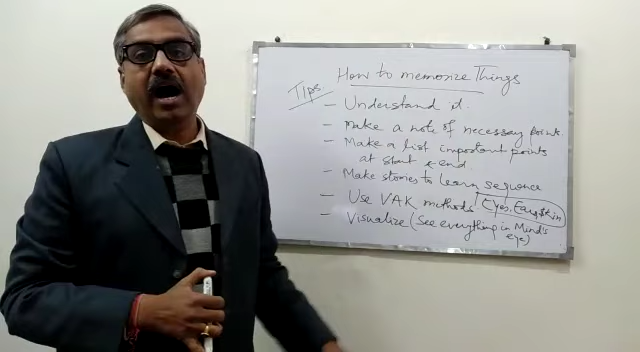 How to memorize Things
Tips
- Understand it.
- Make a note of necessary points.
- Make a list important points
at start & end.
- Make stories to learn sequence
- Use VAK methods (Eyes, Ear, Skin
- Visualize (See everything in Mind's
eye)